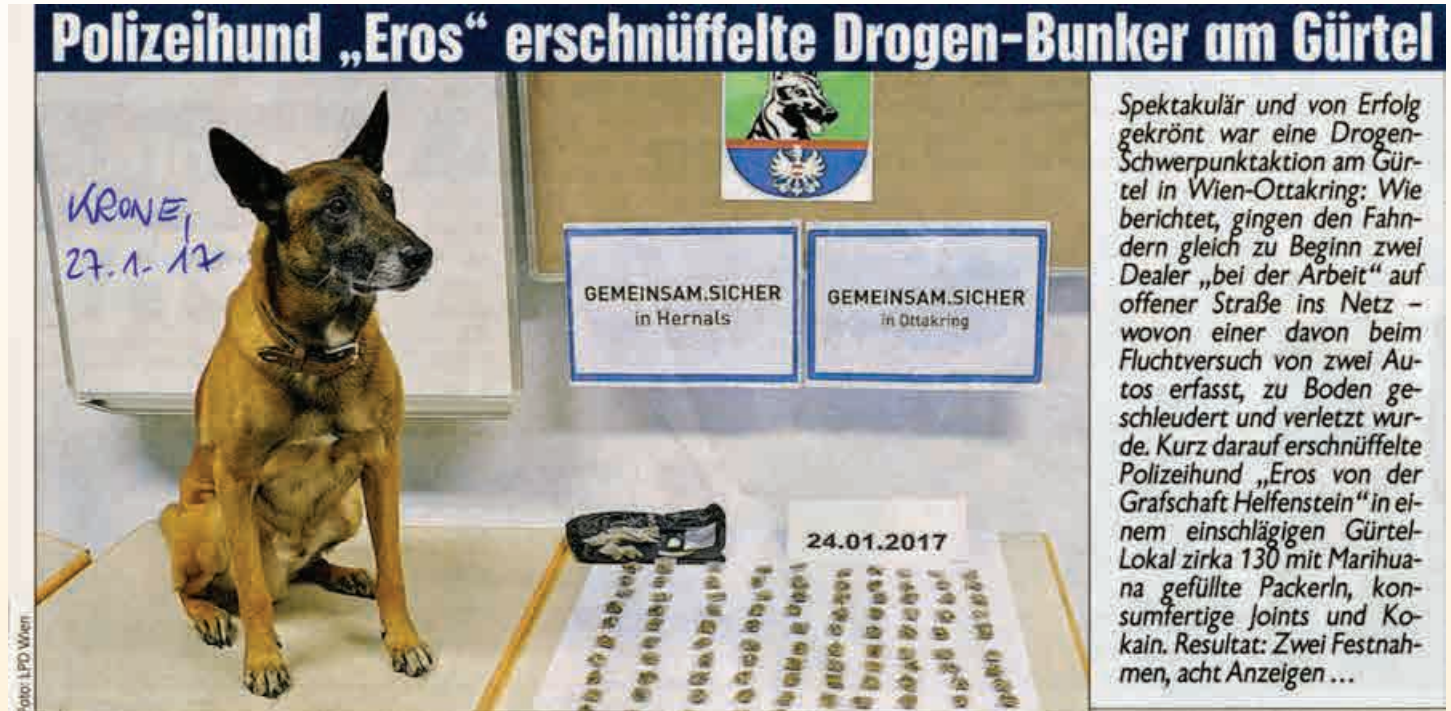 Polizeihund „Eros“ erschnüffelte Drogen-Bunker am Gürtel
KRONE,
27.1.17
GEMEINSAM.SICHER
in Hernals
GEMEINSAM.SICHER
in Ottakring
24.01.2017
Foto: LPD Wien
Spektakulär und von Erfolg
gekrönt war eine Drogen-
Schwerpunktaktion am Gür-
tel in Wien-Ottakring: Wie
berichtet, gingen den Fahn-
dern gleich zu Beginn zwei
Dealer „bei der Arbeit“ auf
offener Straße ins Netz –
wovon einer davon beim
Fluchtversuch von zwei Au-
tos erfasst, zu Boden ge-
schleudert und verletzt wur-
de. Kurz darauf erschnüffelte
Polizeihund „Eros von der
Grafschaft Helfenstein“ in ei-
nem einschlägigen Gürtel-
Lokal zirka 130 mit Marihua-
na gefüllte Packerln, kon-
sumfertige Joints und Ko-
kain. Resultat: Zwei Festnah-
men, acht Anzeigen ...